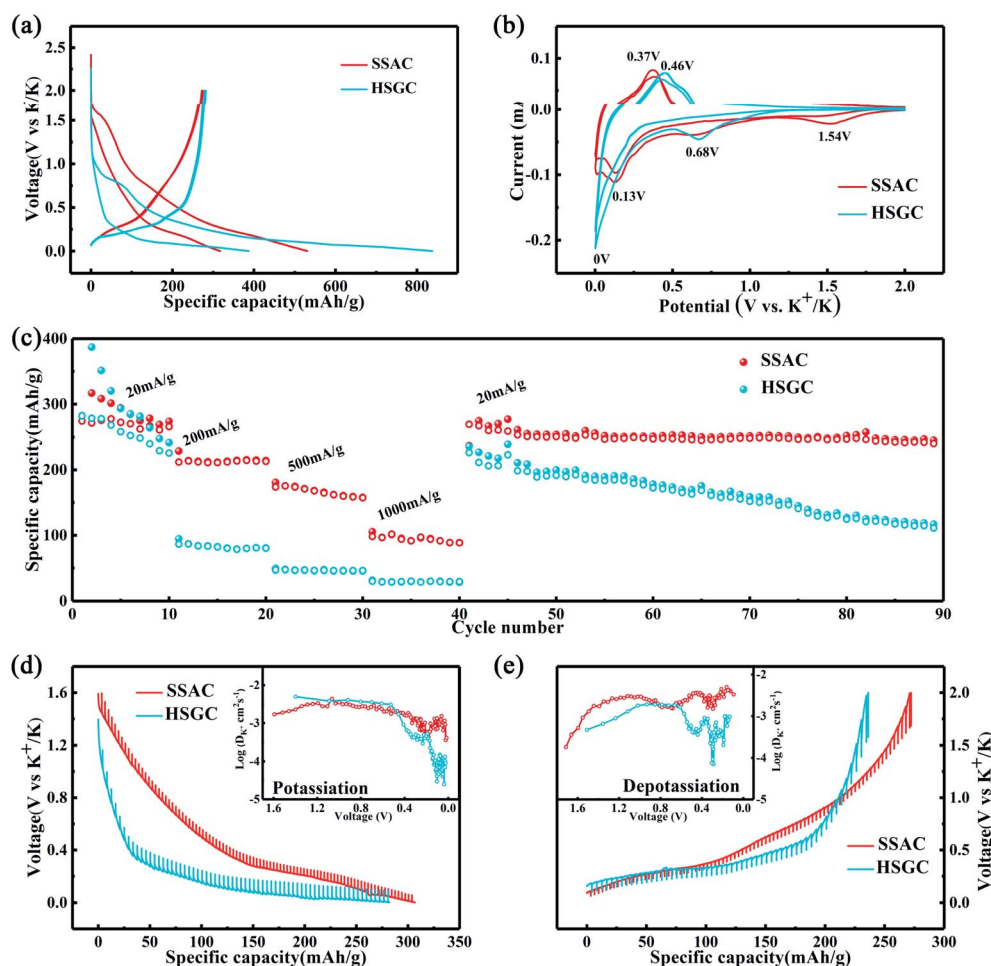 (a)
2.5
2.0
1.5
1.0
0.5
0.0
Voltage(V vs K/K)
SSAC
HSGC
0 200 400 600 800
Specific capacity(mAh/g)
(b)
0.1
0.0
-0.1
-0.2
Current (m
0.37V
0.46V
0.68V
1.54V
0.13V
0V
SSAC
HSGC
0.0 0.5 1.0 1.5 2.0
Potential (V vs. K⁺/K)
(c)
400
300
200
100
0
Specific capacity(mAh/g)
20mA/g
200mA/g
500mA/g
1000mA/g
20mA/g
SSAC
HSGC
0 10 20 30 40 50 60 70 80 90
Cycle number
(d)
1.6
1.2
0.8
0.4
0.0
Voltage(V vs K⁺/K)
SSAC
HSGC
-2
-3
-4
-5
Log (D_K⁺ cm²s⁻¹)
Potassiation
1.6 1.2 0.8 0.4 0.0
Voltage (V)
0 50 100 150 200 250 300 350
Specific capacity(mAh/g)
(e)
-2
-3
-4
-5
Log (D_K⁺ cm²s⁻¹)
Depotassiation
1.6 1.2 0.8 0.4 0.0
Voltage (V)
SSAC
HSGC
2.0
1.5
1.0
0.5
0.0
Voltage(V vs K⁺/K)
0 50 100 150 200 250 300
Specific capacity(mAh/g)